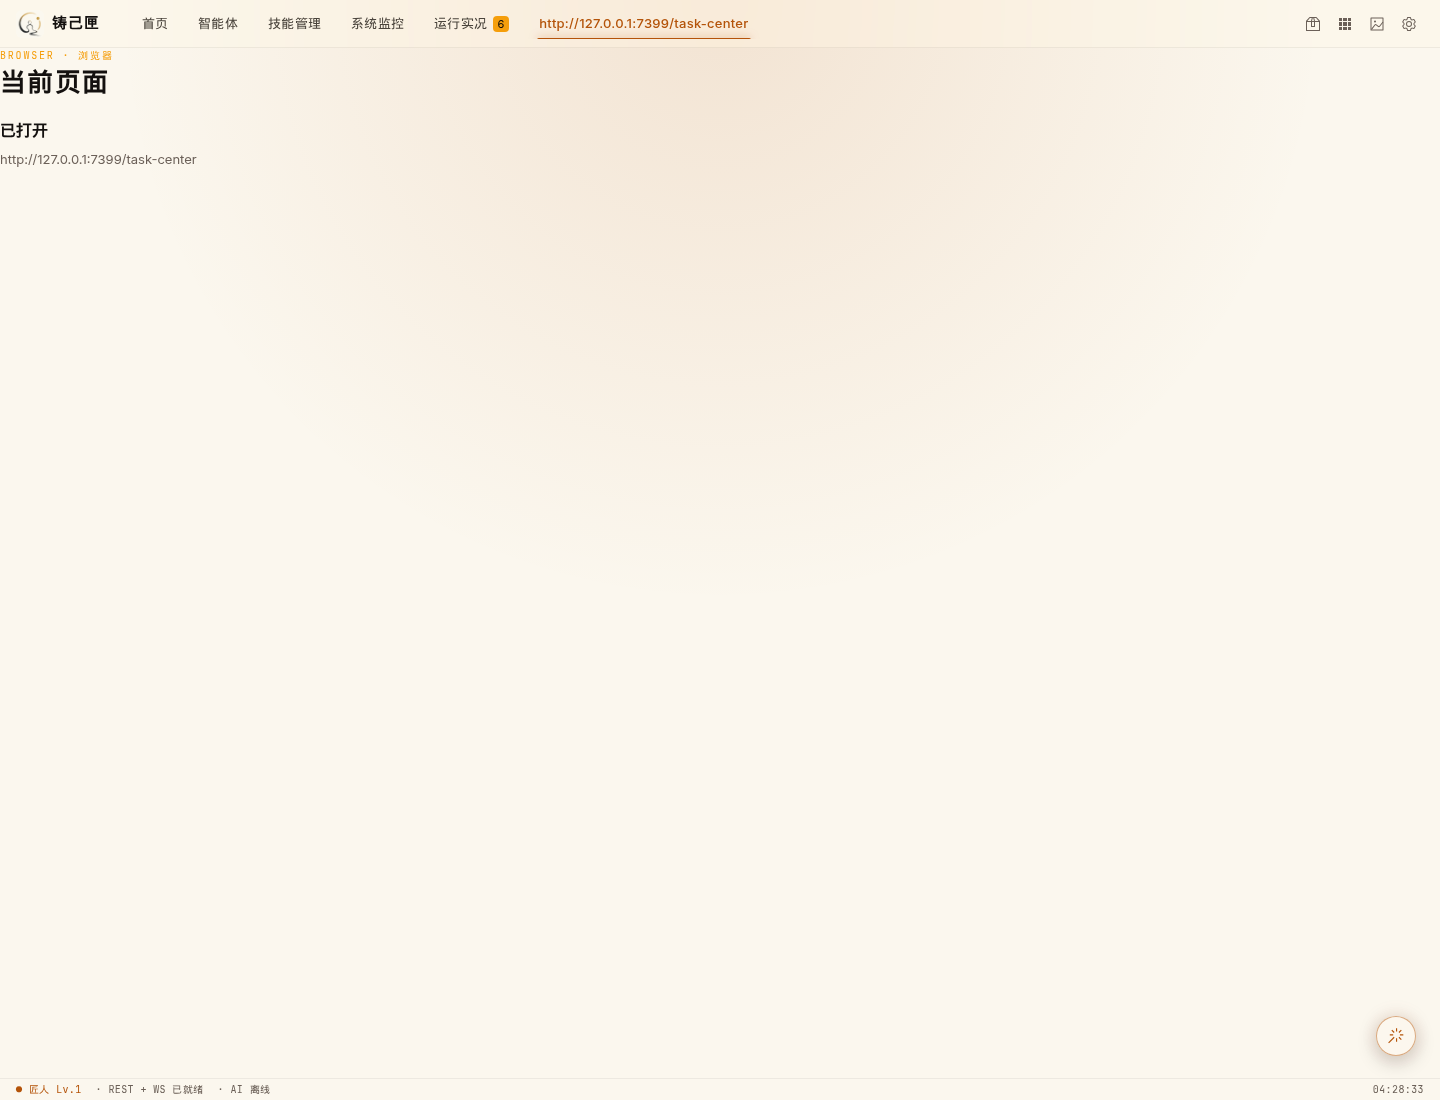 铸己匣
首页
智能体
技能管理
系统监控
运行实况 6
http://127.0.0.1:7399/task-center
BROWSER · 浏览器
当前页面
已打开
http://127.0.0.1:7399/task-center
匠人 Lv.1 · REST + WS 已就绪 · AI 离线
04:28:33